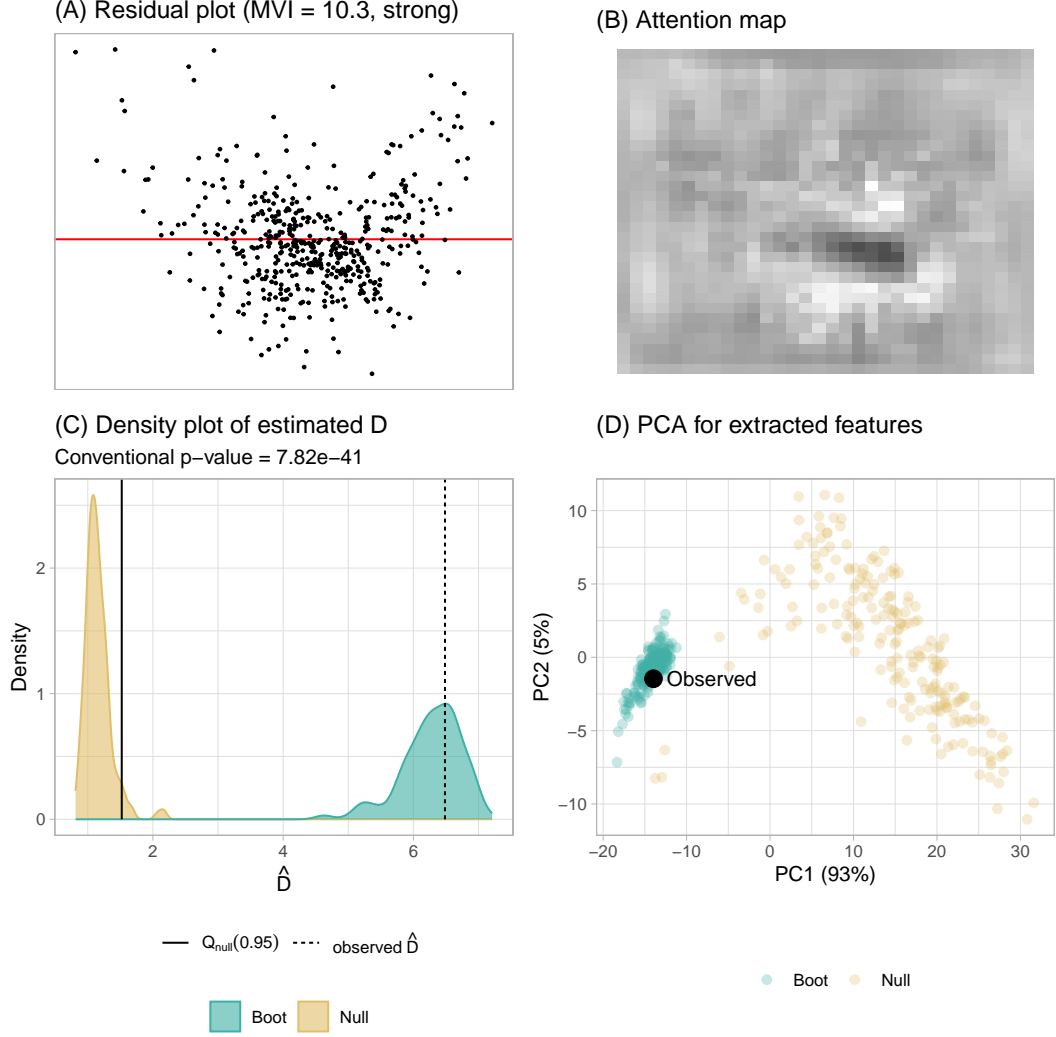 (A) Residual plot (MVI = 10.3, strong)
(B) Attention map
(C) Density plot of estimated D
Conventional p−value = 7.82e−41
Density
0
1
2
2
4
6
D̂
Q_null(0.95)
observed D̂
Boot
Null
(D) PCA for extracted features
PC2 (5%)
10
5
0
−5
−10
Observed
−20
−10
0
10
20
30
PC1 (93%)
Boot
Null